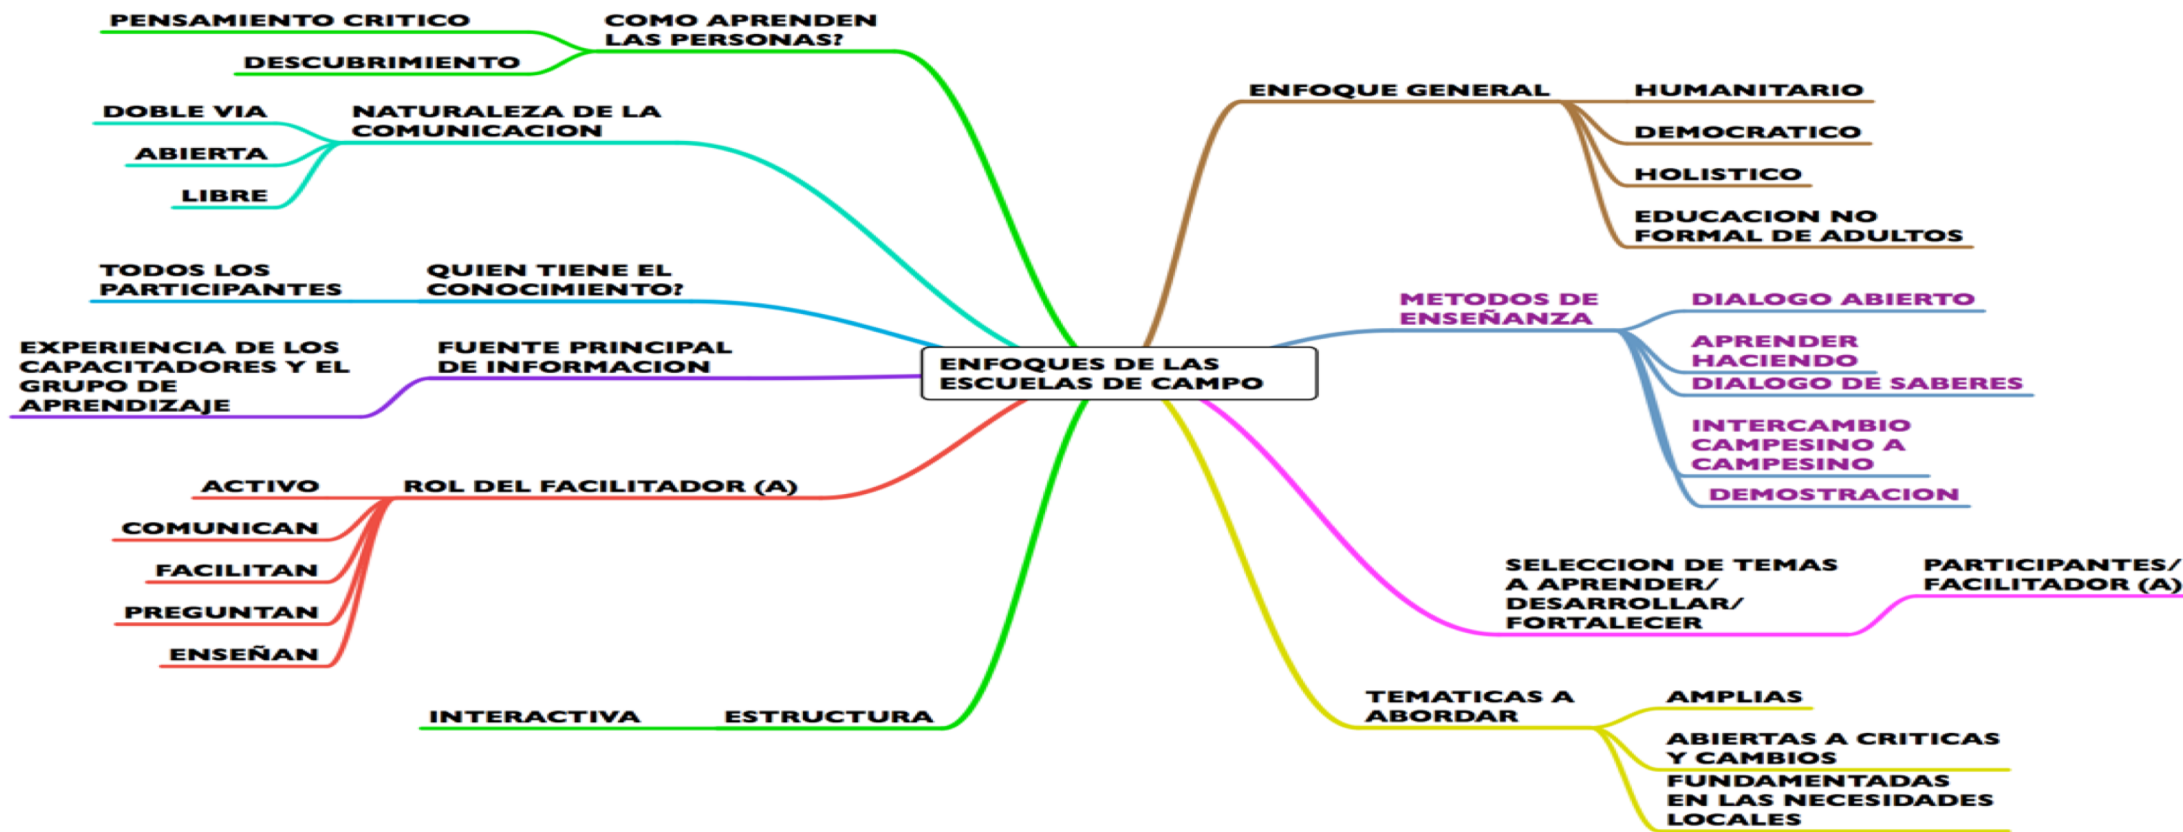 PENSAMIENTO CRITICO
DESCUBRIMIENTO
COMO APRENDEN
LAS PERSONAS?
DOBLE VIA
ABIERTA
LIBRE
NATURALEZA DE LA
COMUNICACION
TODOS LOS
PARTICIPANTES
QUIEN TIENE EL
CONOCIMIENTO?
EXPERIENCIA DE LOS
CAPACITADORES Y EL
GRUPO DE
APRENDIZAJE
FUENTE PRINCIPAL
DE INFORMACION
ACTIVO
COMUNICAN
FACILITAN
PREGUNTAN
ENSEÑAN
ROL DEL FACILITADOR (A)
INTERACTIVA
ESTRUCTURA
ENFOQUES DE LAS
ESCUELAS DE CAMPO
ENFOQUE GENERAL
HUMANITARIO
DEMOCRATICO
HOLISTICO
EDUCACION NO
FORMAL DE ADULTOS
METODOS DE
ENSEÑANZA
DIALOGO ABIERTO
APRENDER
HACIENDO
DIALOGO DE SABERES
INTERCAMBIO
CAMPESINO A
CAMPESINO
DEMOSTRACION
SELECCION DE TEMAS
A APRENDER/
DESARROLLAR/
FORTALECER
PARTICIPANTES/
FACILITADOR (A)
TEMATICAS A
ABORDAR
AMPLIAS
ABIERTAS A CRITICAS
Y CAMBIOS
FUNDAMENTADAS
EN LAS NECESIDADES
LOCALES